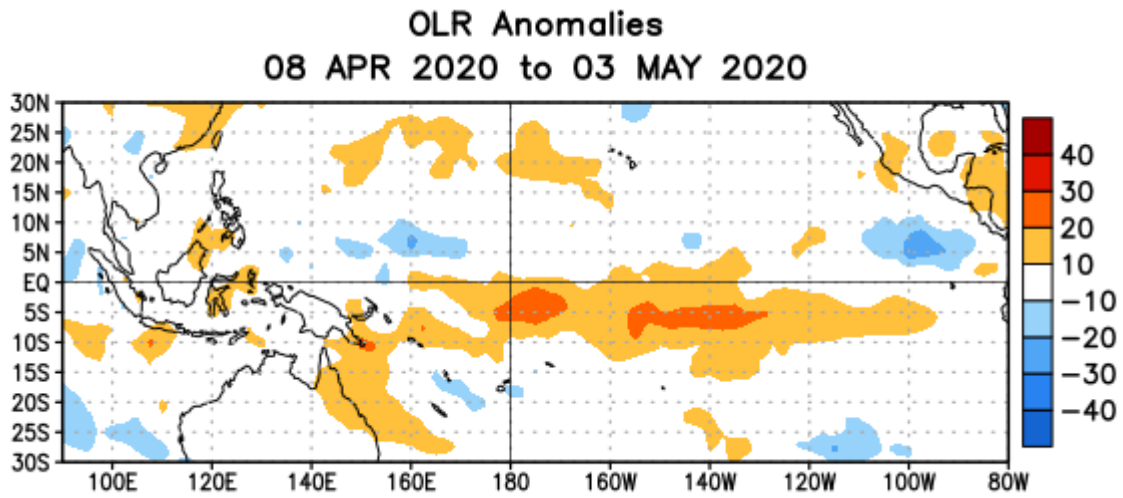 OLR Anomalies
08 APR 2020 to 03 MAY 2020
30N
25N
20N
15N
10N
5N
EQ
5S
10S
15S
20S
25S
30S
100E 120E 140E 160E 180 160W 140W 120W 100W 80W
40
30
20
10
-10
-20
-30
-40